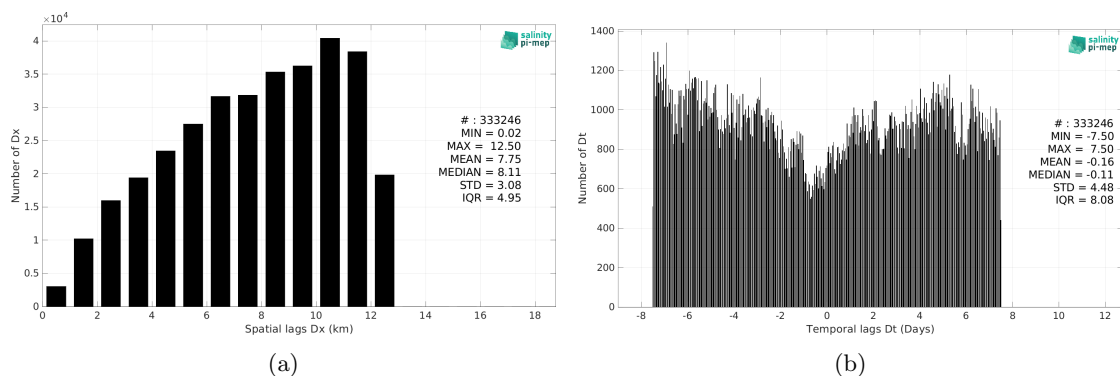 ×10⁴
4
3.5
3
2.5
2
1.5
1
0.5
0
Number of Dx
0 2 4 6 8 10 12 14 16 18
Spatial lags Dx (km)
salinity
pi-mep
# : 333246
MIN = 0.02
MAX = 12.50
MEAN = 7.75
MEDIAN = 8.11
STD = 3.08
IQR = 4.95
(a)
1400
1200
1000
800
600
400
200
0
Number of Dt
-8 -6 -4 -2 0 2 4 6 8 10 12
Temporal lags Dt (Days)
salinity
pi-mep
# : 333246
MIN = -7.50
MAX = 7.50
MEAN = -0.16
MEDIAN = -0.11
STD = 4.48
IQR = 8.08
(b)